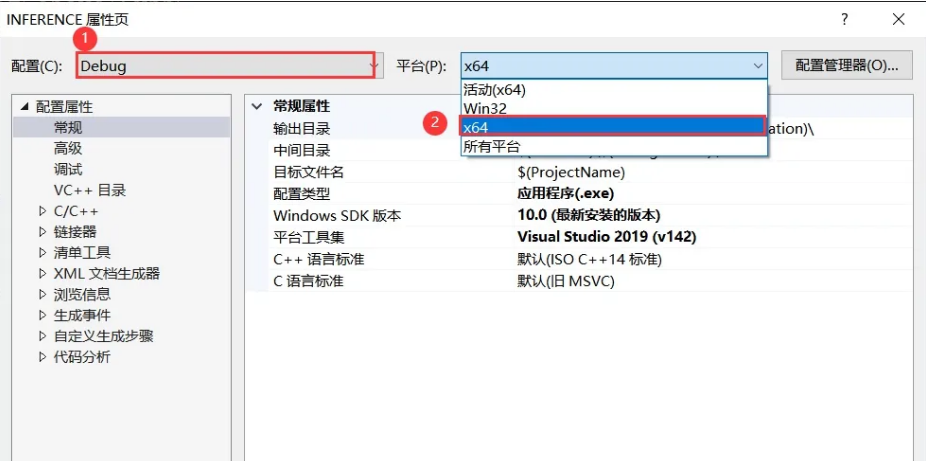 INFERENCE 属性页
?
1
配置(C):
Debug
平台(P):
x64
配置管理器(O)...
活动(x64)
Win32
2
x64
所有平台
配置属性
常规
高级
调试
VC++ 目录
C/C++
链接器
清单工具
XML 文档生成器
浏览信息
生成事件
自定义生成步骤
代码分析
常规属性
输出目录
ation)\
中间目录
目标文件名
$(ProjectName)
配置类型
应用程序(.exe)
Windows SDK 版本
10.0 (最新安装的版本)
平台工具集
Visual Studio 2019 (v142)
C++ 语言标准
默认(ISO C++14 标准)
C 语言标准
默认(旧 MSVC)